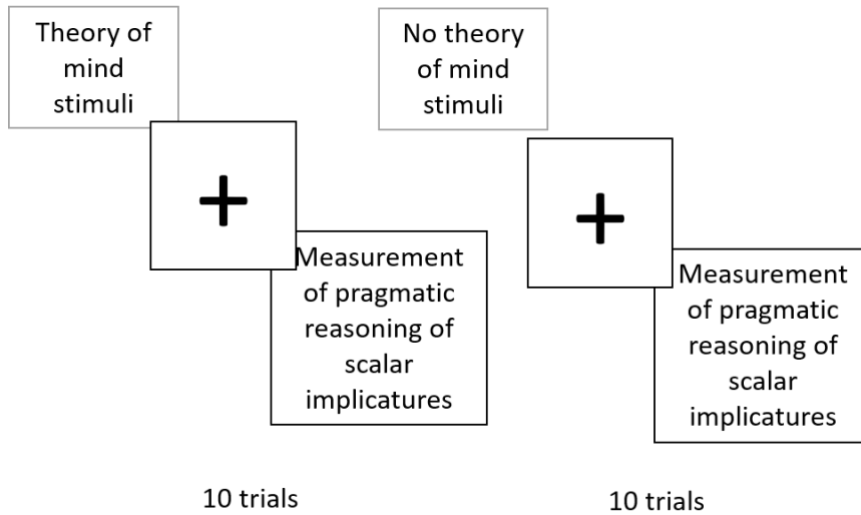 Theory of
mind
stimuli
Measurement
of pragmatic
reasoning of
scalar
implicatures
10 trials
No theory
of mind
stimuli
Measurement
of pragmatic
reasoning of
scalar
implicatures
10 trials